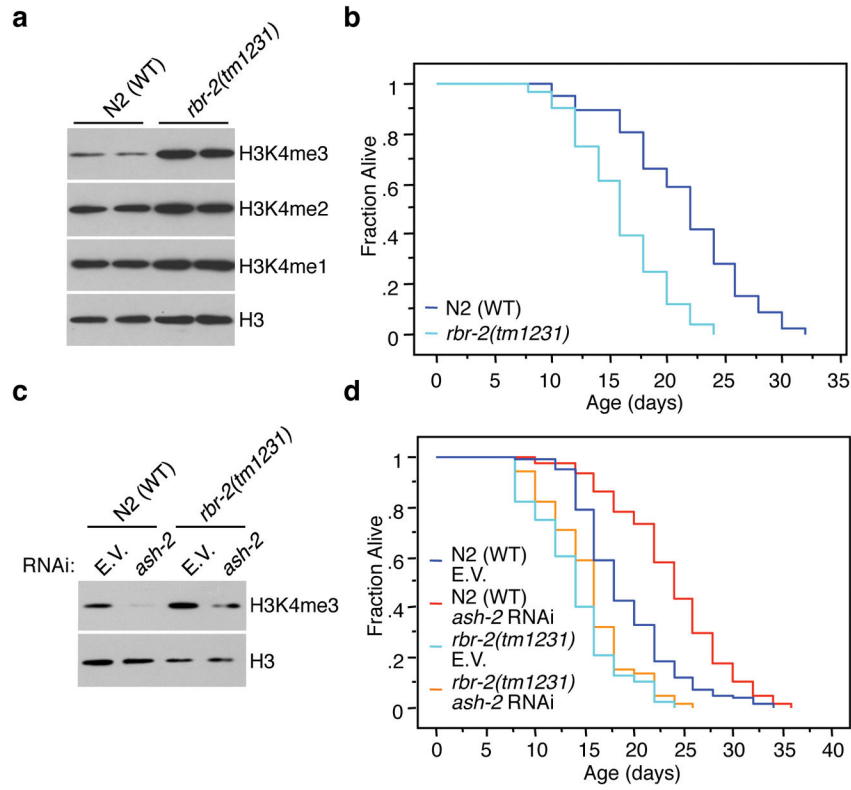 a
N2 (WT)
rbr-2(tm1231)
H3K4me3
H3K4me2
H3K4me1
H3
b
Fraction Alive
1
.8
.6
.4
.2
0
N2 (WT)
rbr-2(tm1231)
0 5 10 15 20 25 30 35
Age (days)
c
N2 (WT)
rbr-2(tm1231)
RNAi: E.V. ash-2 E.V. ash-2
H3K4me3
H3
d
Fraction Alive
1
.8
.6
.4
.2
0
N2 (WT)
E.V.
N2 (WT)
ash-2 RNAi
rbr-2(tm1231)
E.V.
rbr-2(tm1231)
ash-2 RNAi
0 5 10 15 20 25 30 35 40
Age (days)